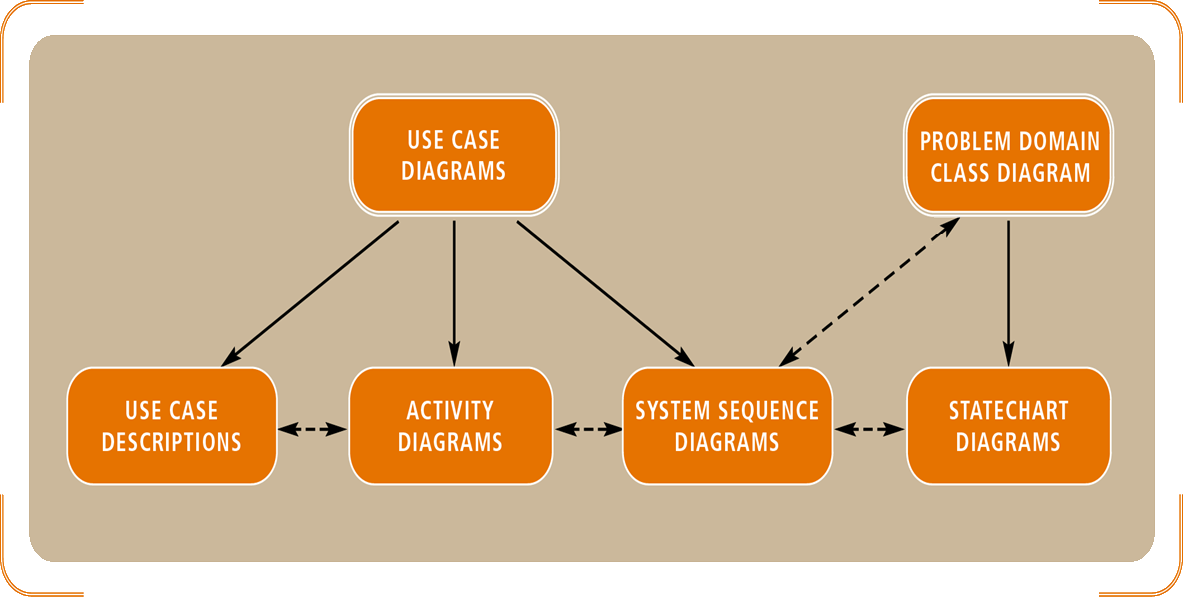 USE CASE
DIAGRAMS
PROBLEM DOMAIN
CLASS DIAGRAM
USE CASE
DESCRIPTIONS
ACTIVITY
DIAGRAMS
SYSTEM SEQUENCE
DIAGRAMS
STATECHART
DIAGRAMS